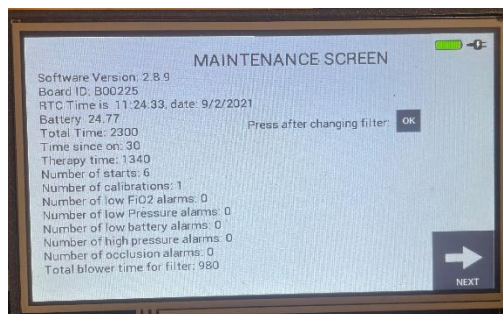 MAINTENANCE SCREEN
Software Version: 2.8.9
Board ID: B00225
RTC Time is 11:24:33, date: 9/2/2021
Battery: 24.77
Total Time: 2300
Press after changing filter: OK
Time since on: 30
Therapy time: 1340
Number of starts: 6
Number of calibrations: 1
Number of low FiO2 alarms: 0
Number of low Pressure alarms: 0
Number of low battery alarms: 0
Number of high pressure alarms: 0
Number of occlusion alarms: 0
Total blower time for filter: 980
NEXT